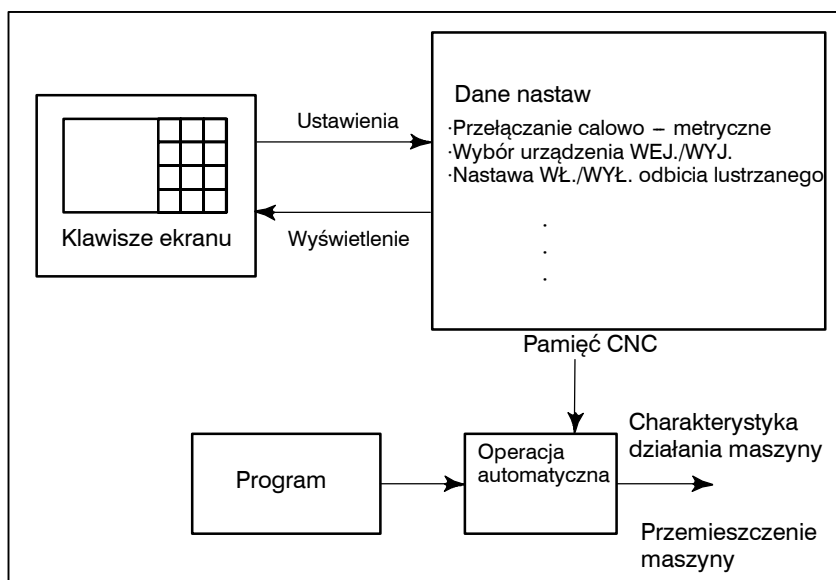 Klawisze ekranu
Ustawienia
Wyświetlenie
Dane nastaw
·Przełączanie calowo – metryczne
·Wybór urządzenia WEJ./WYJ.
·Nastawa WŁ./WYŁ. odbicia lustrzanego
.
.
.
Pamięć CNC
Program
Operacja
automatyczna
Charakterystyka
działania maszyny
Przemieszczenie
maszyny